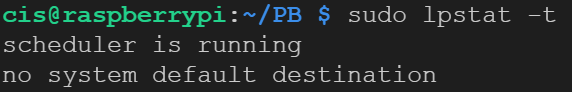 cis@raspberrypi:~/PB $ sudo lpstat -t
scheduler is running
no system default destination